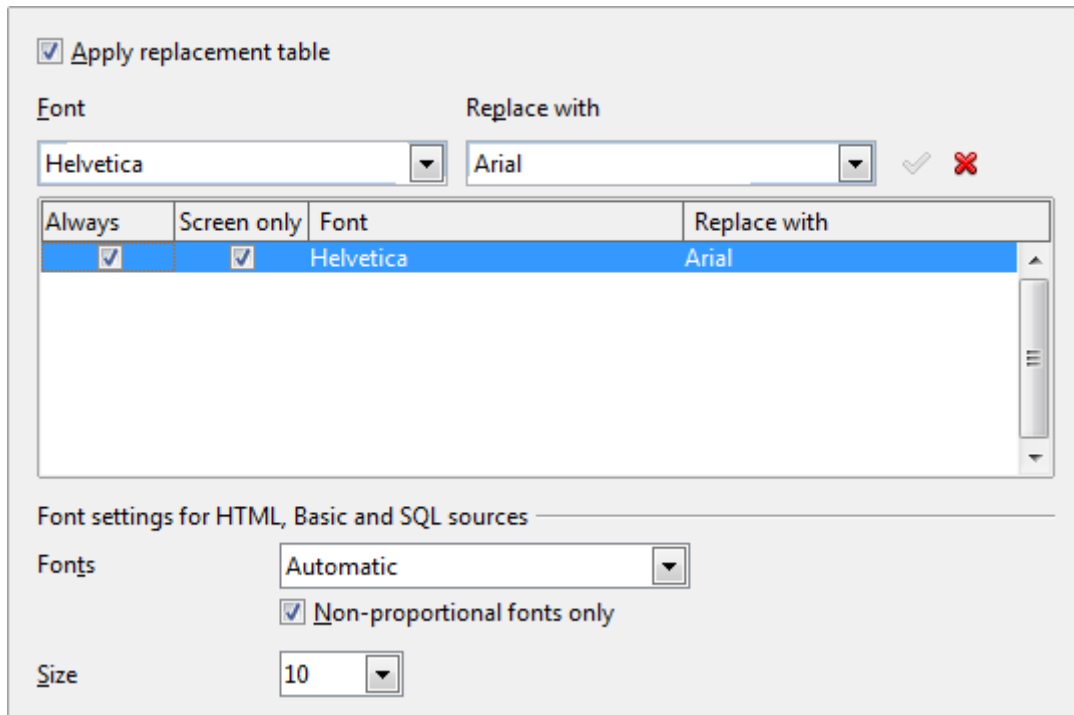 Apply replacement table
Font Replace with
Helvetica Arial
Always Screen only Font Replace with
Helvetica Arial
Font settings for HTML, Basic and SQL sources
Fonts Automatic
Non-proportional fonts only
Size 10